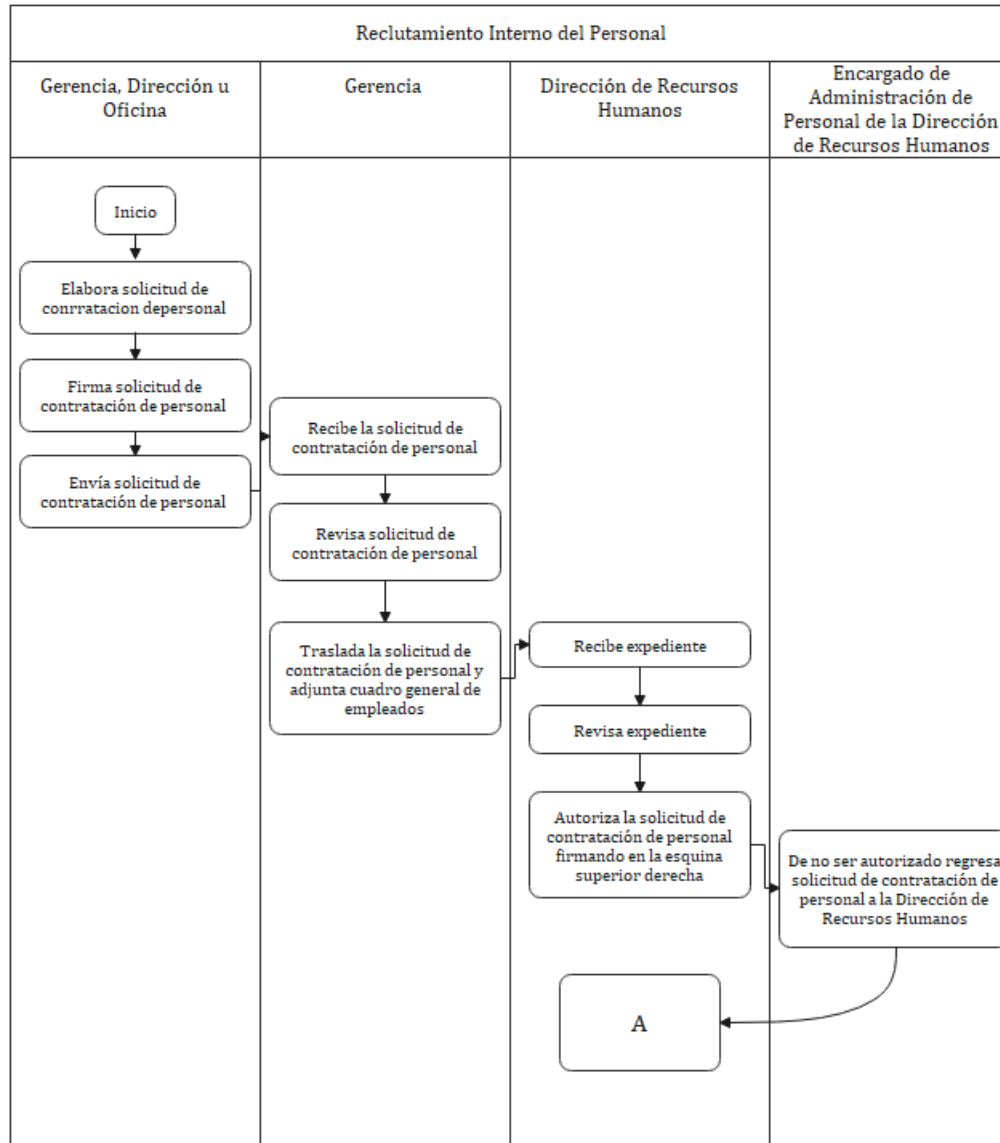 Reclutamiento Interno del Personal
Gerencia, Dirección u
Oficina
Gerencia
Dirección de Recursos
Humanos
Encargado de
Administración de
Personal de la Dirección
de Recursos Humanos
Inicio
Elabora solicitud de
conrratacion depersonal
Firma solicitud de
contratación de personal
Envía solicitud de
contratación de personal
Recibe la solicitud de
contratación de personal
Revisa solicitud de
contratación de personal
Traslada la solicitud de
contratación de personal y
adjunta cuadro general de
empleados
Recibe expediente
Revisa expediente
Autoriza la solicitud de
contratación de personal
firmando en la esquina
superior derecha
De no ser autorizado regresa
solicitud de contratación de
personal a la Dirección de
Recursos Humanos
A